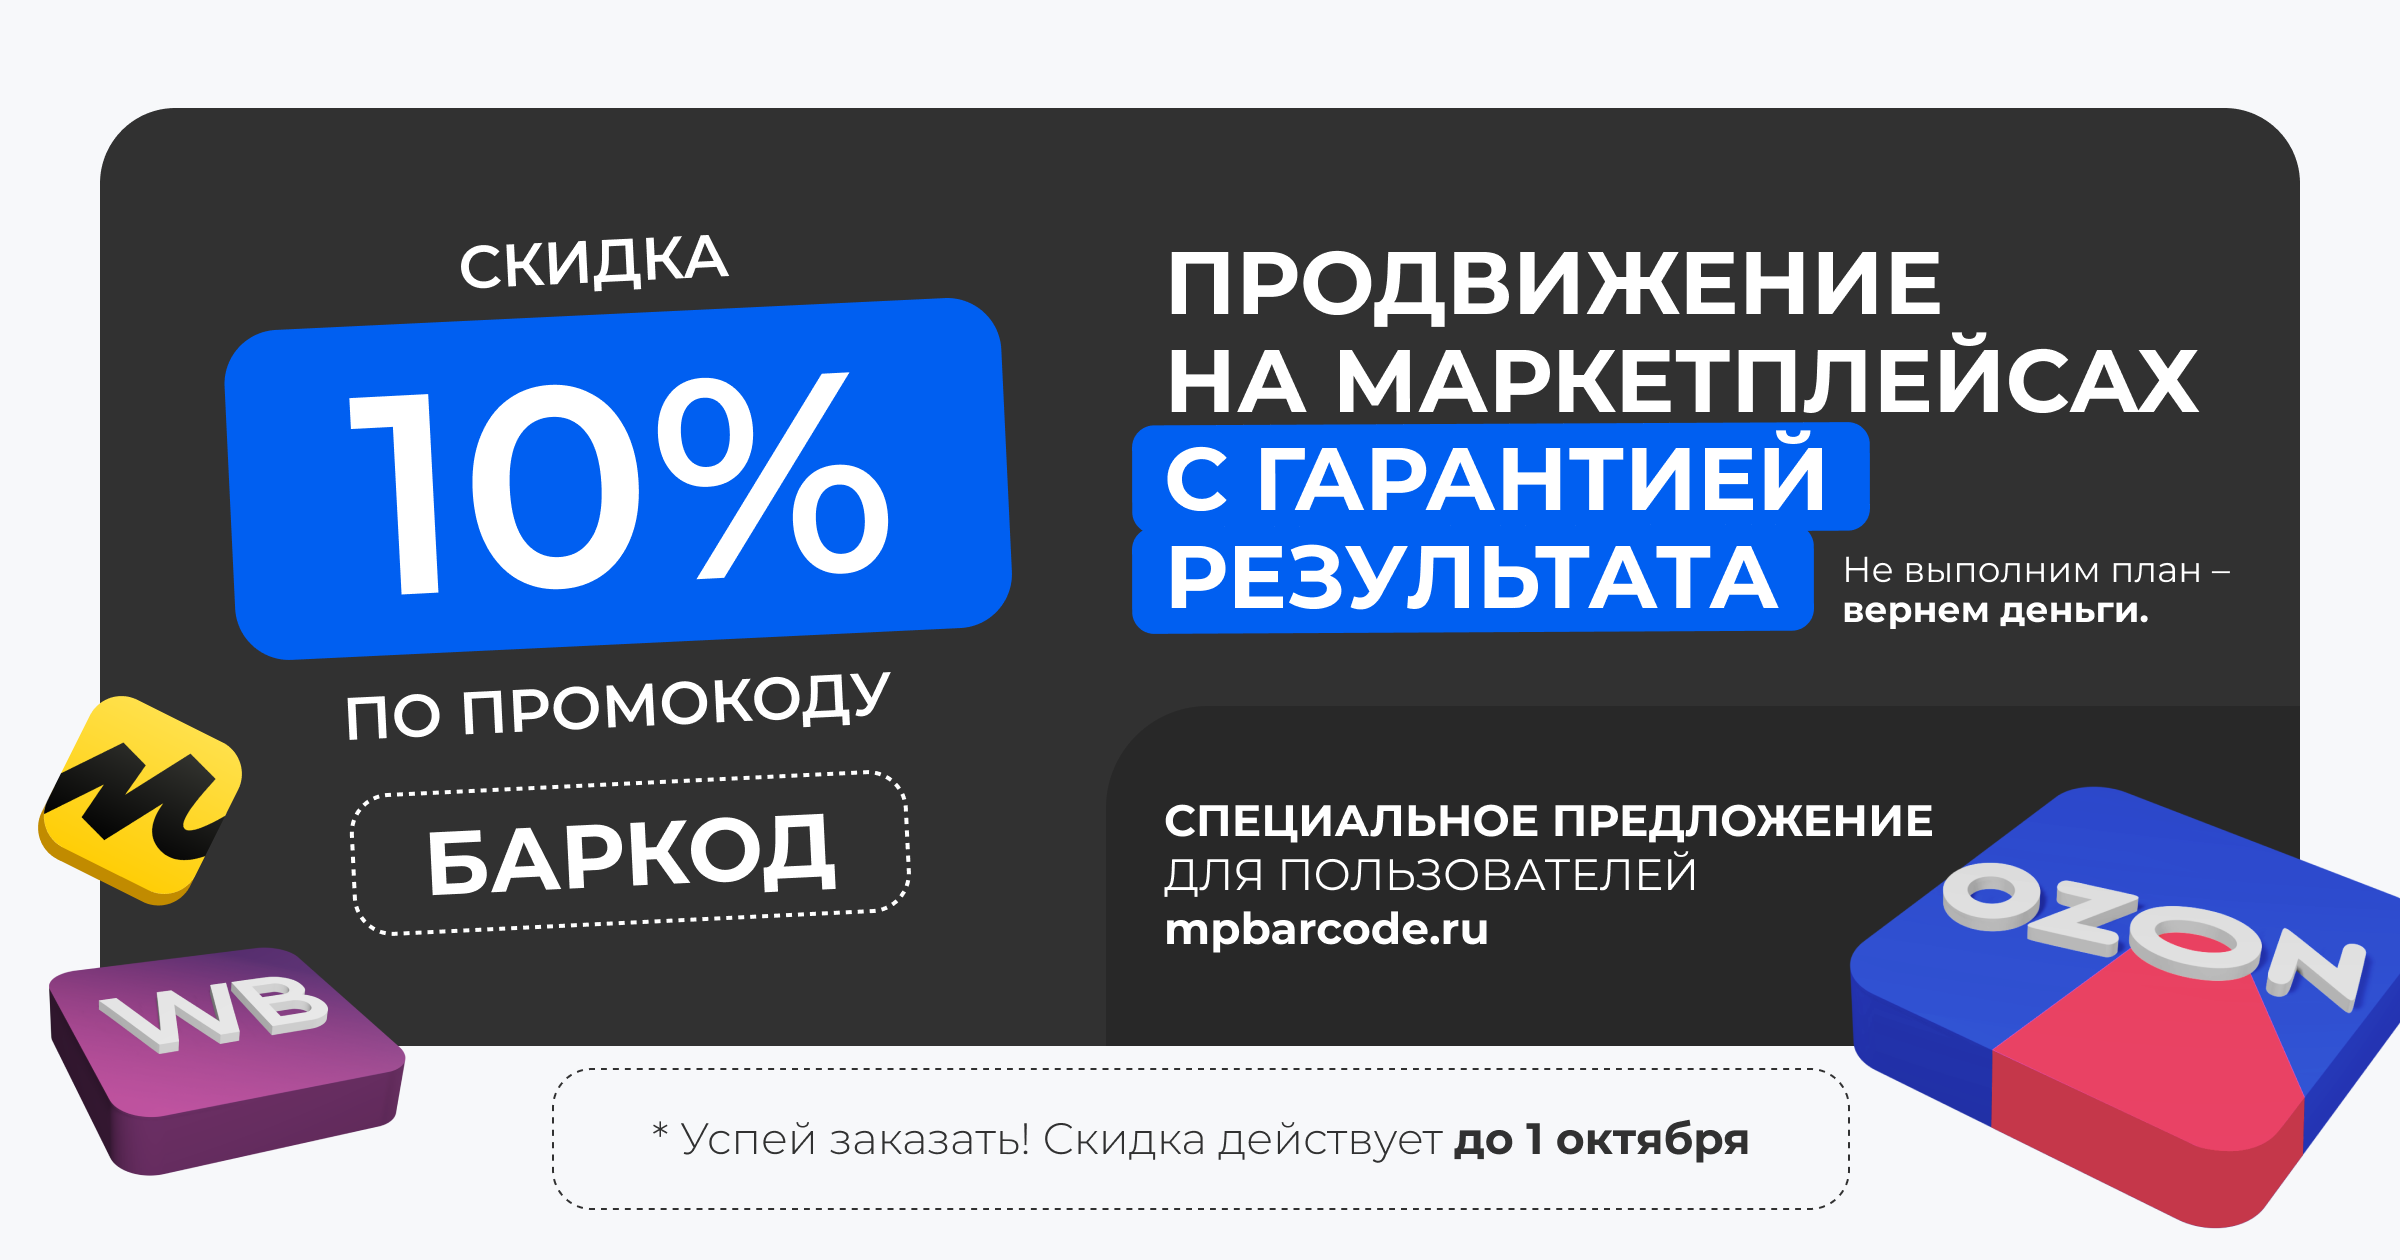 СКИДКА
10%
ПО ПРОМОКОДУ
БАРКОД
ПРОДВИЖЕНИЕ
НА МАРКЕТПЛЕЙСАХ
С ГАРАНТИЕЙ
РЕЗУЛЬТАТА
Не выполним план –
вернем деньги.
СПЕЦИАЛЬНОЕ ПРЕДЛОЖЕНИЕ
ДЛЯ ПОЛЬЗОВАТЕЛЕЙ
mpbarcode.ru
WB
OZON
* Успей заказать! Скидка действует до 1 октября